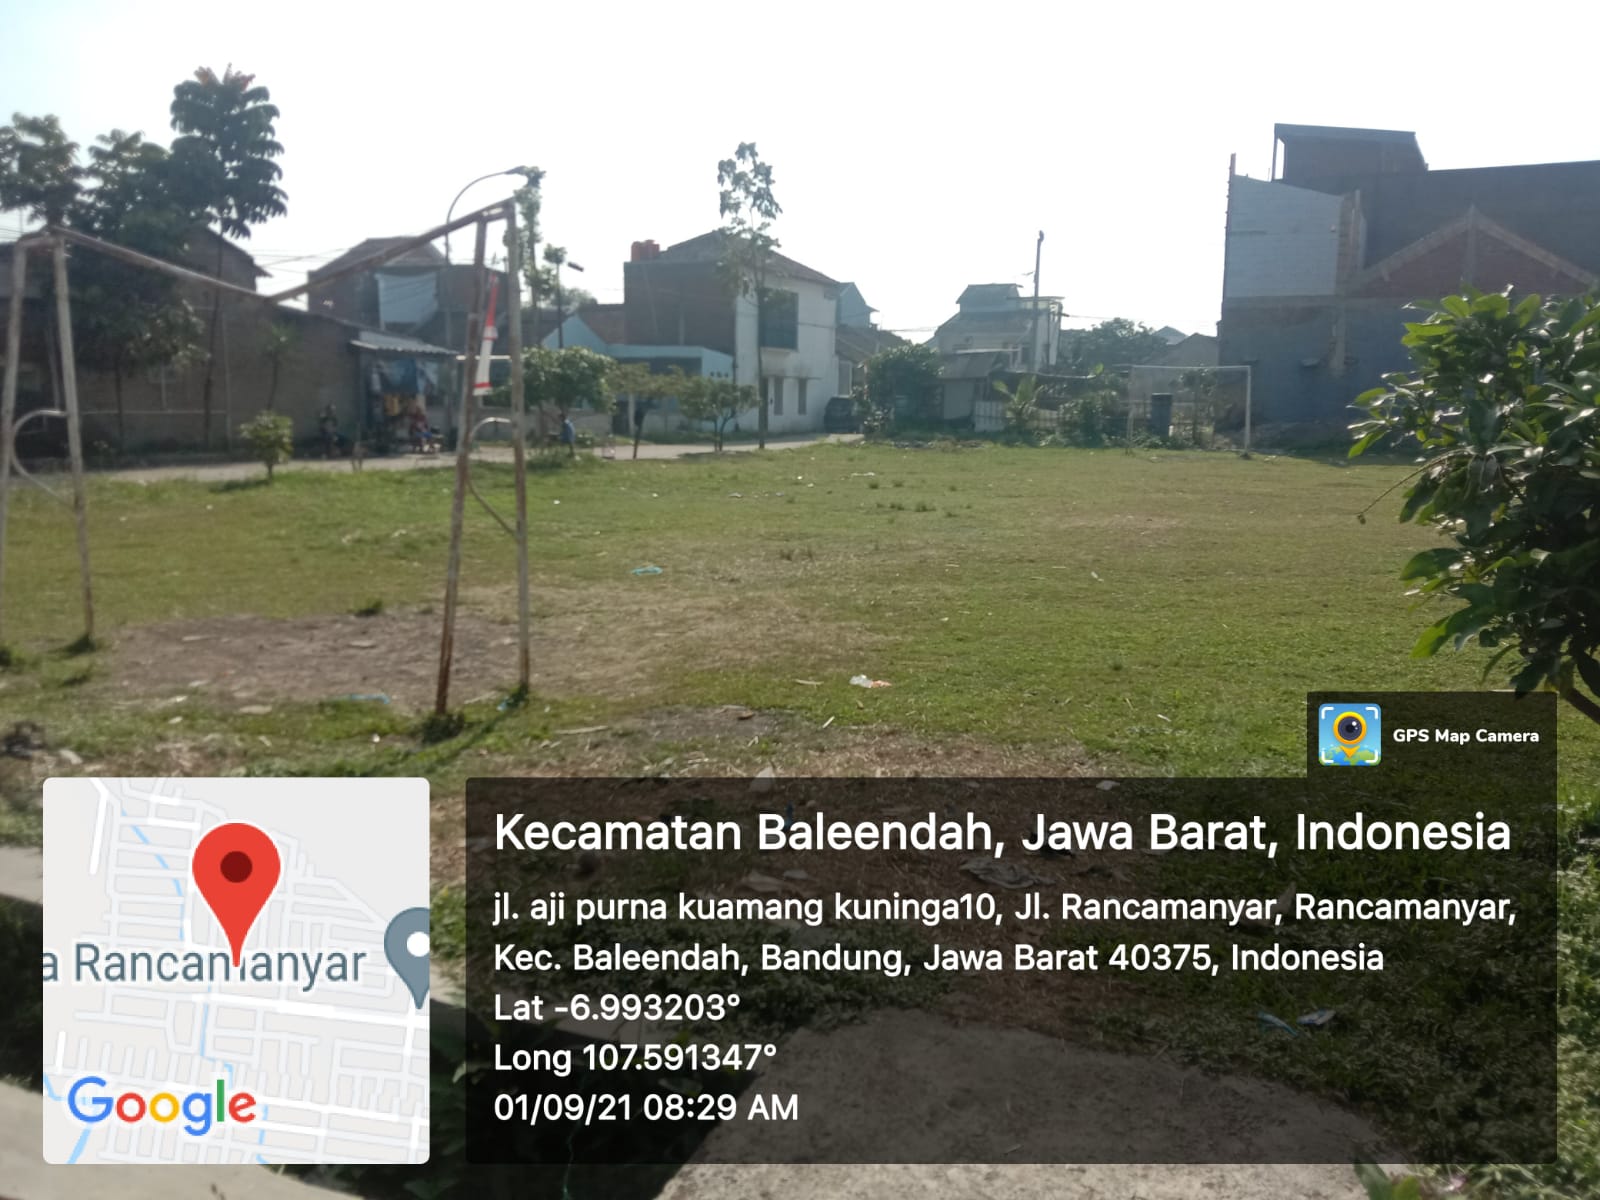 GPS Map Camera
Kecamatan Baleendah, Jawa Barat, Indonesia
jl. aji purna kuamang kuninga10, Jl. Rancamanyar, Rancamanyar,
Kec. Baleendah, Bandung, Jawa Barat 40375, Indonesia
Lat -6.993203°
Long 107.591347°
01/09/21 08:29 AM
a Rancamanyar
Google